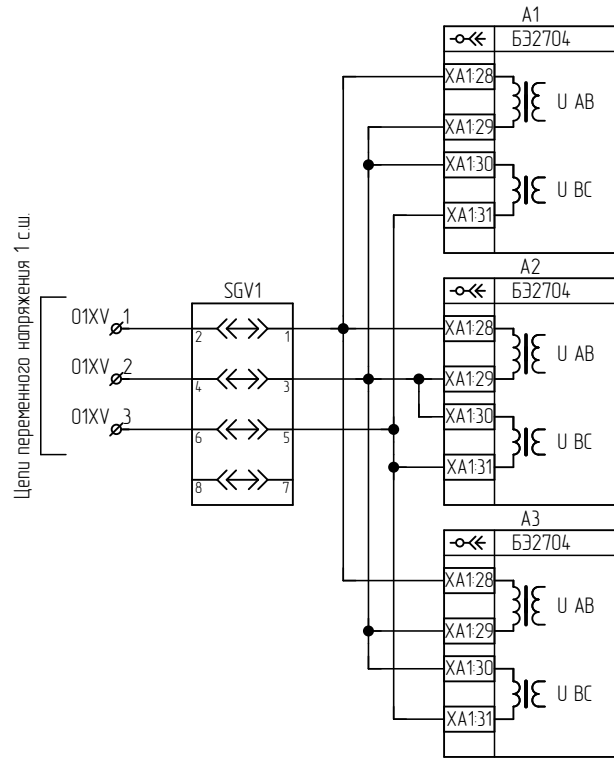 Цепи переменного напряжения 1 с.ш.
01XV 1
01XV 2
01XV 3
SGV1
2 1
4 3
6 5
8 7
A1
БЭ2704
XA1:28
U AB
XA1:29
XA1:30
U BC
XA1:31
A2
БЭ2704
XA1:28
U AB
XA1:29
XA1:30
U BC
XA1:31
A3
БЭ2704
XA1:28
U AB
XA1:29
XA1:30
U BC
XA1:31